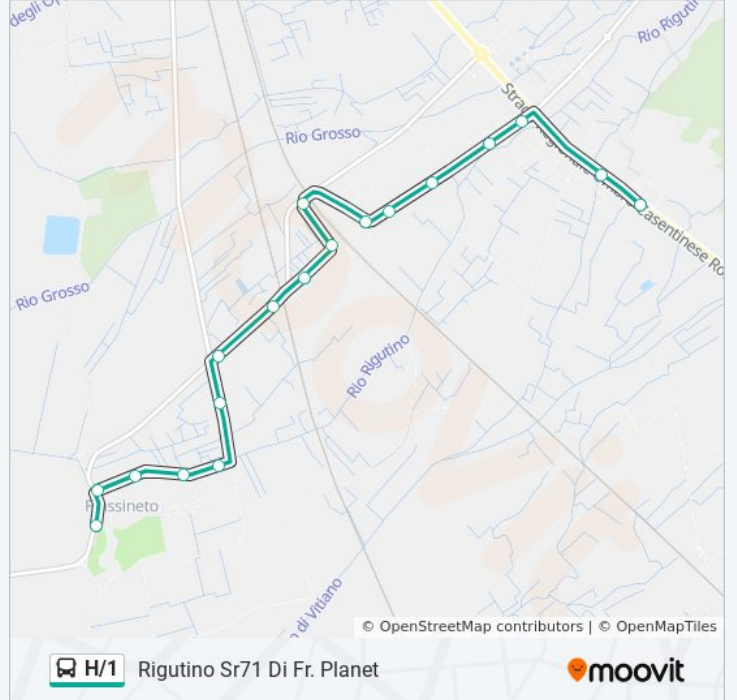 degli Op
Rio Rigutin
Rio Grosso
Rio Grosso
Rio Rigutino
Casentinese Ro
ssineto
o di Vitiano
© OpenStreetMap contributors | © OpenMapTiles
H/1 Rigutino Sr71 Di Fr. Planet
moovit